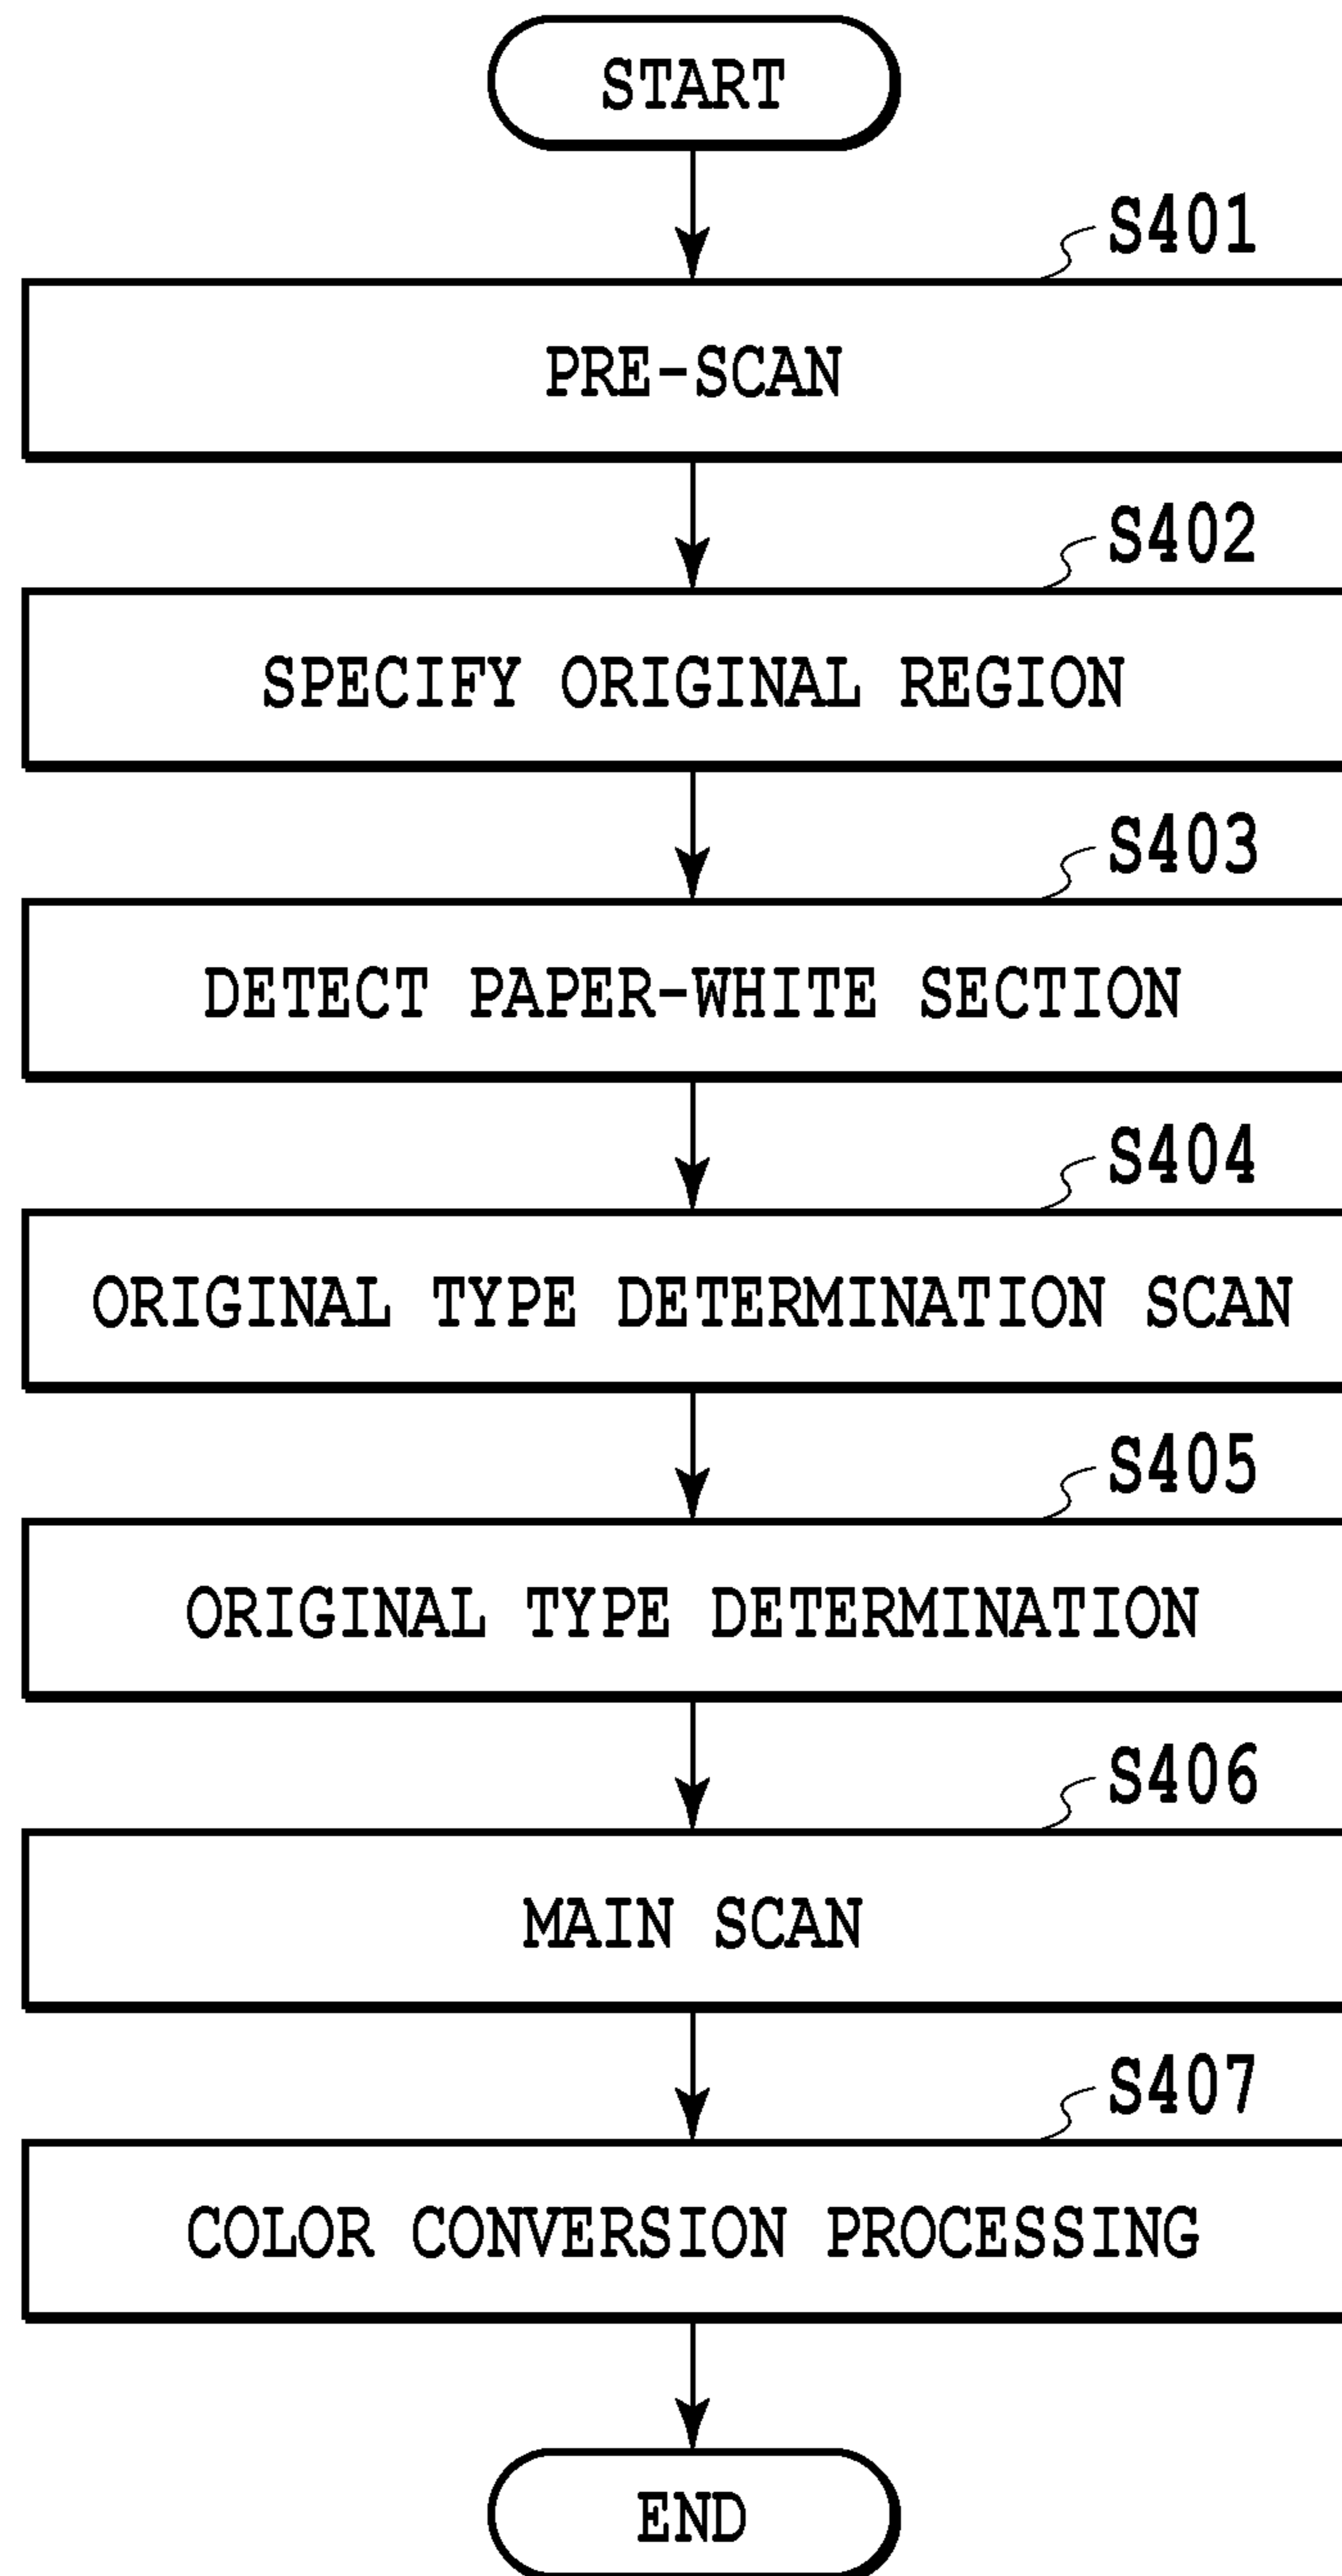 START
S401
PRE-SCAN
S402
SPECIFY ORIGINAL REGION
S403
DETECT PAPER-WHITE SECTION
S404
ORIGINAL TYPE DETERMINATION SCAN
S405
ORIGINAL TYPE DETERMINATION
S406
MAIN SCAN
S407
COLOR CONVERSION PROCESSING
END